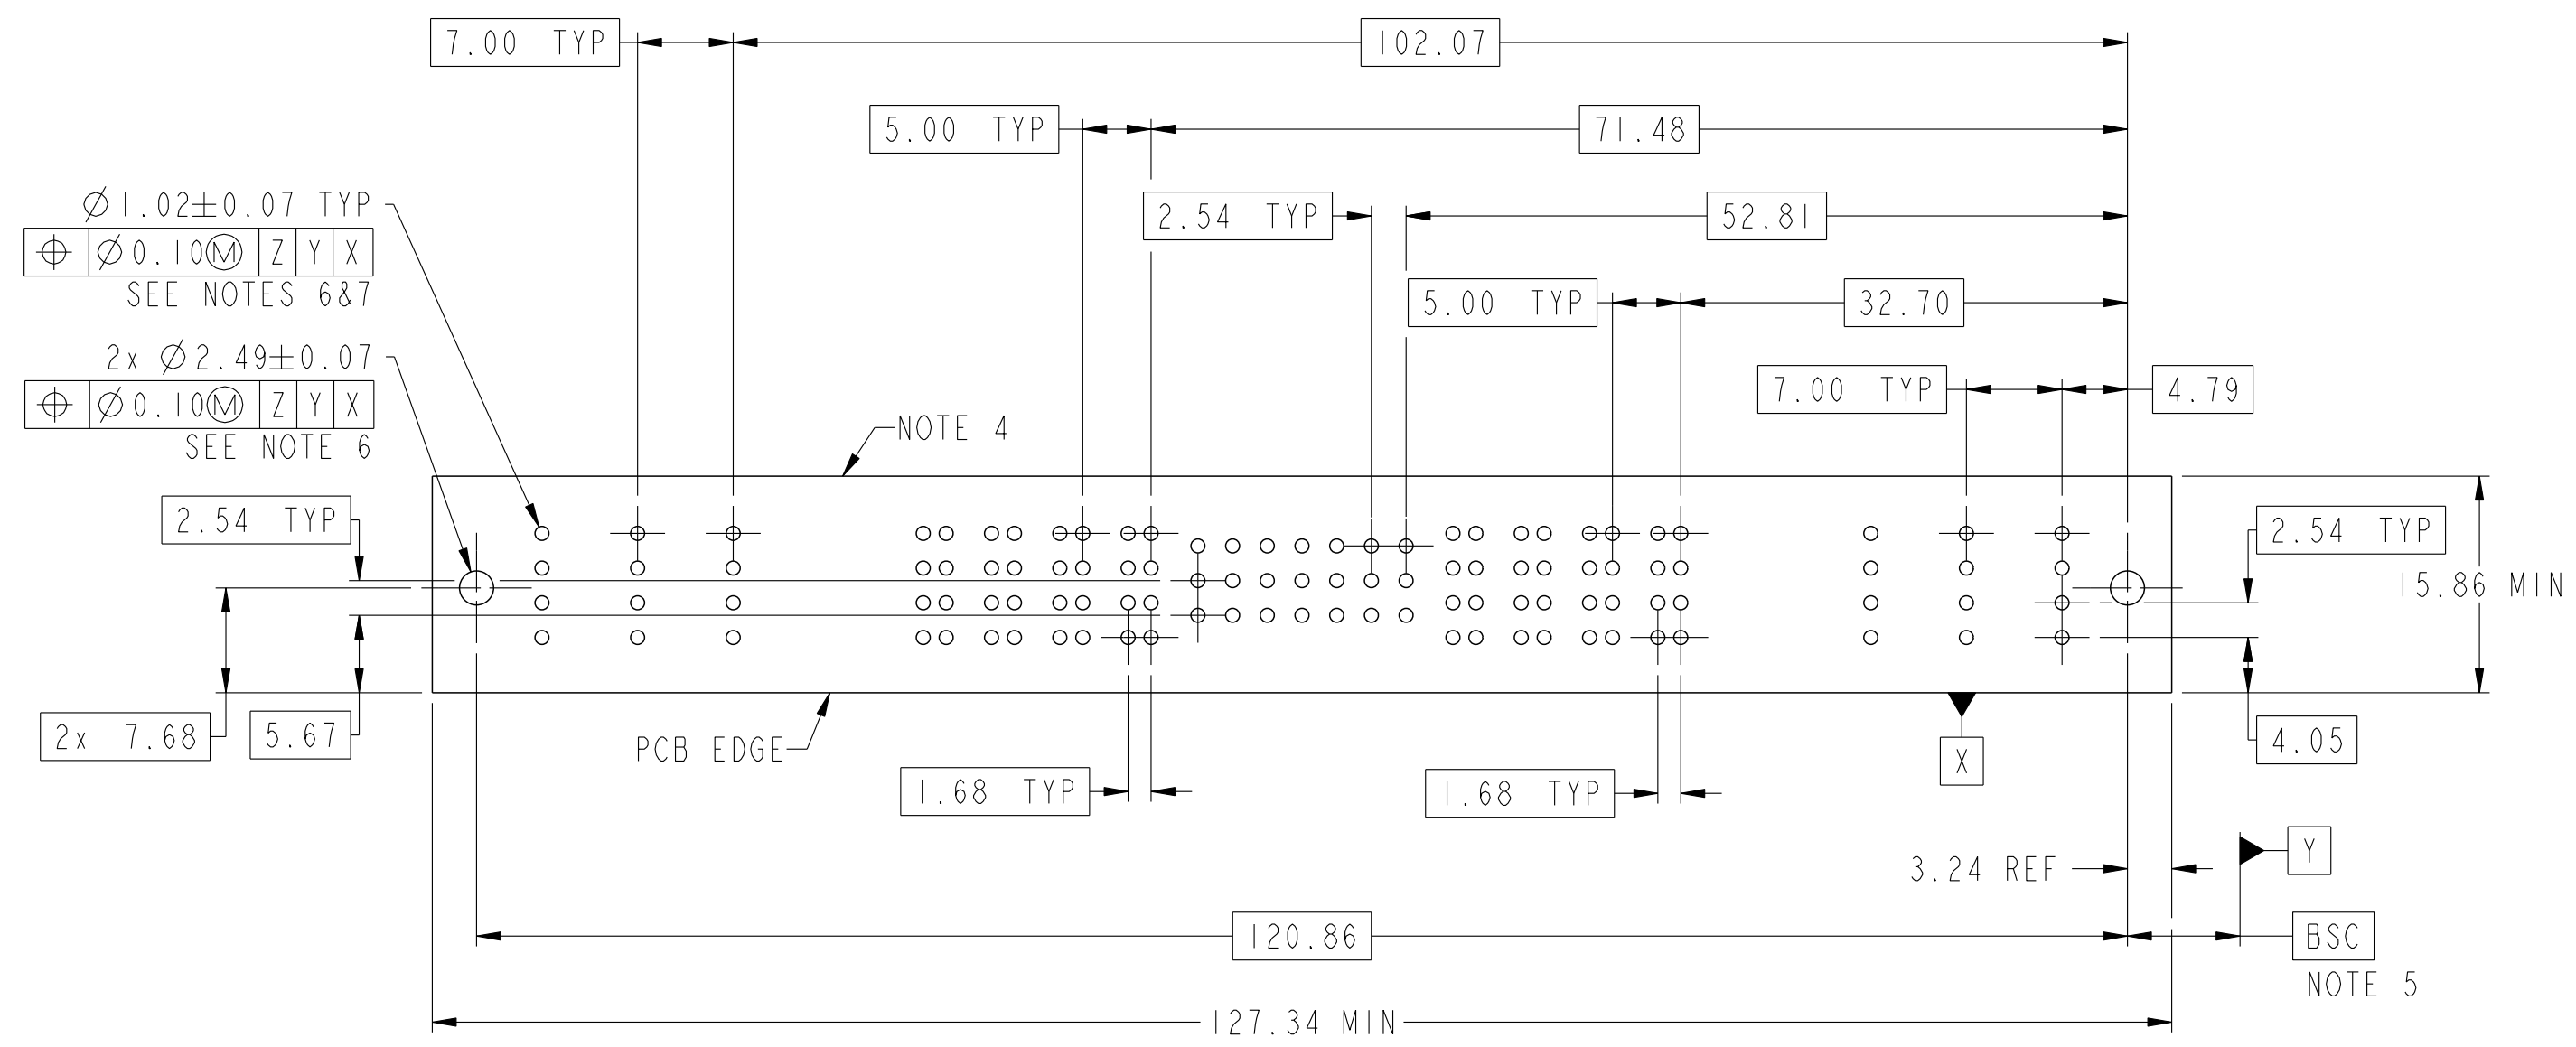 7.00 TYP
102.07
5.00 TYP
71.48
Ø1.02±0.07 TYP
2.54 TYP
52.81
⌖ Ø0.10Ⓜ Z Y X
SEE NOTES 6&7
5.00 TYP
32.70
2x Ø2.49±0.07
⌖ Ø0.10Ⓜ Z Y X
SEE NOTE 6
7.00 TYP
4.79
NOTE 4
2.54 TYP
2.54 TYP
15.86 MIN
2x 7.68
5.67
PCB EDGE
4.05
X
1.68 TYP
1.68 TYP
Y
3.24 REF
120.86
BSC
NOTE 5
127.34 MIN